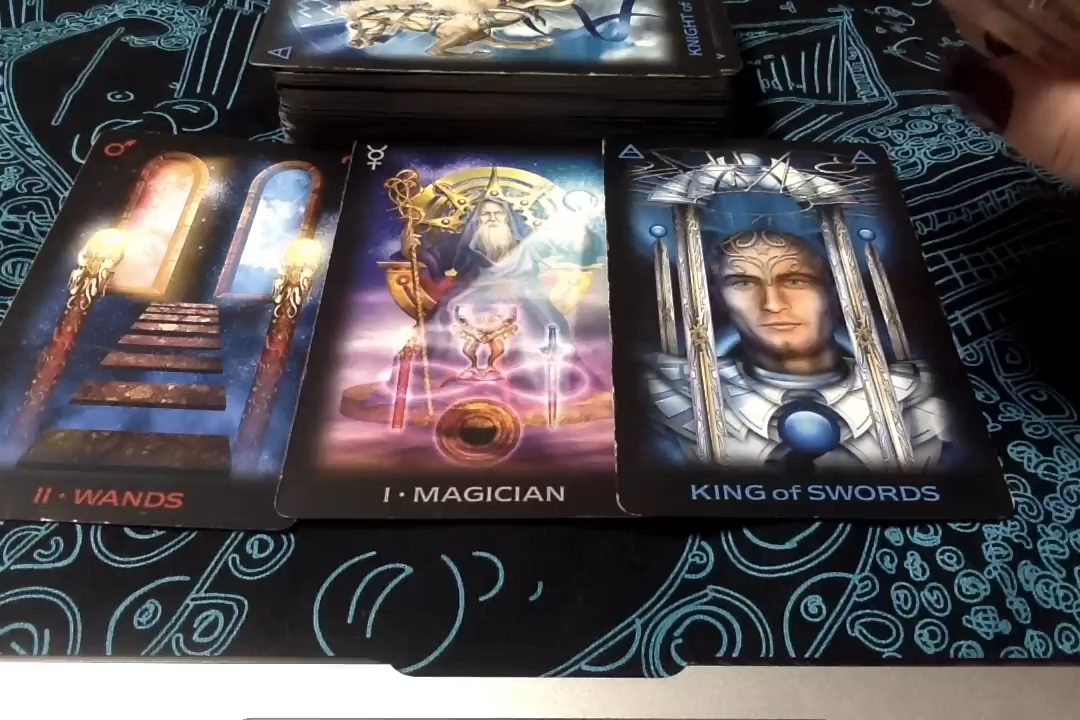 KNIGHT of
II · WANDS
I · MAGICIAN
KING of SWORDS